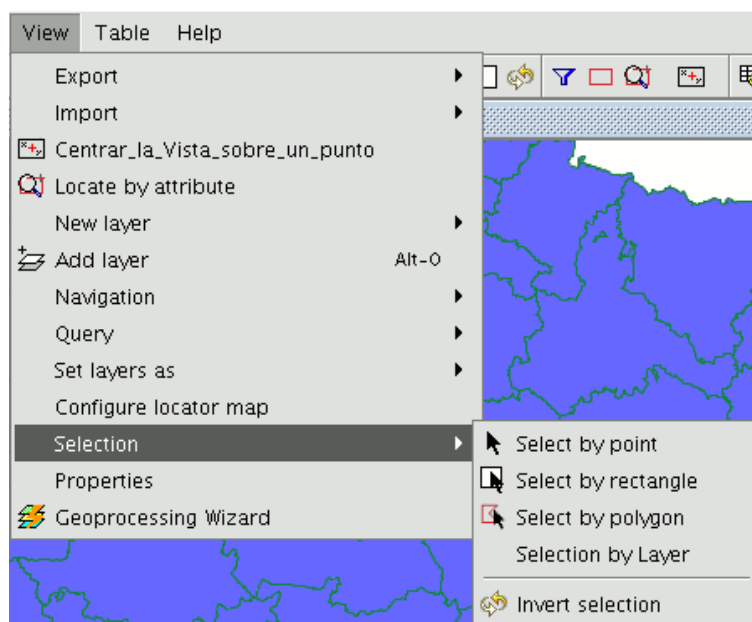 View Table Help
Export
Import
Centrar_la_Vista_sobre_un_punto
Locate by attribute
New layer
Add layer Alt-O
Navigation
Query
Set layers as
Configure locator map
Selection
Properties
Geoprocessing Wizard
Select by point
Select by rectangle
Select by polygon
Selection by Layer
Invert selection